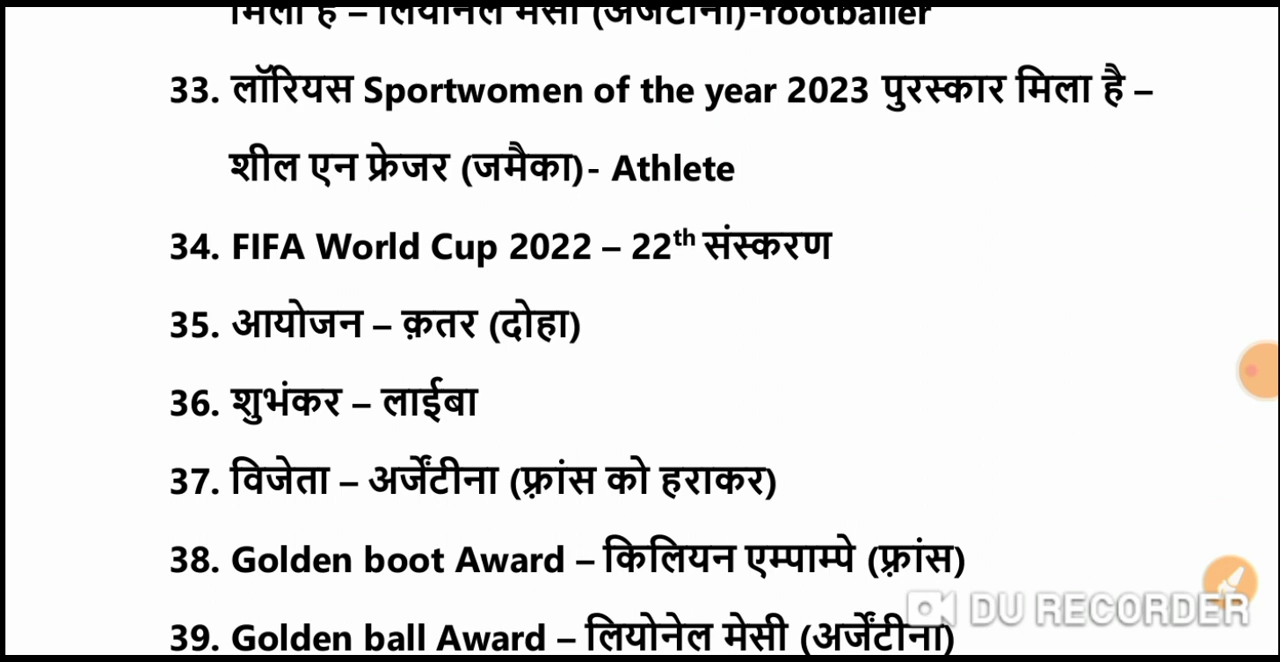 मिला है – लियोनेल मेसी (अर्जेंटीना)-footballer
33. लॉरियस Sportwomen of the year 2023 पुरस्कार मिला है –
शील एन फ्रेजर (जमैका)- Athlete
34. FIFA World Cup 2022 – 22th संस्करण
35. आयोजन – क़तर (दोहा)
36. शुभंकर – लाईबा
37. विजेता – अर्जेंटीना (फ़्रांस को हराकर)
38. Golden boot Award – किलियन एम्पाम्पे (फ़्रांस)
39. Golden ball Award – लियोनेल मेसी (अर्जेंटीना)
DU RECORDER